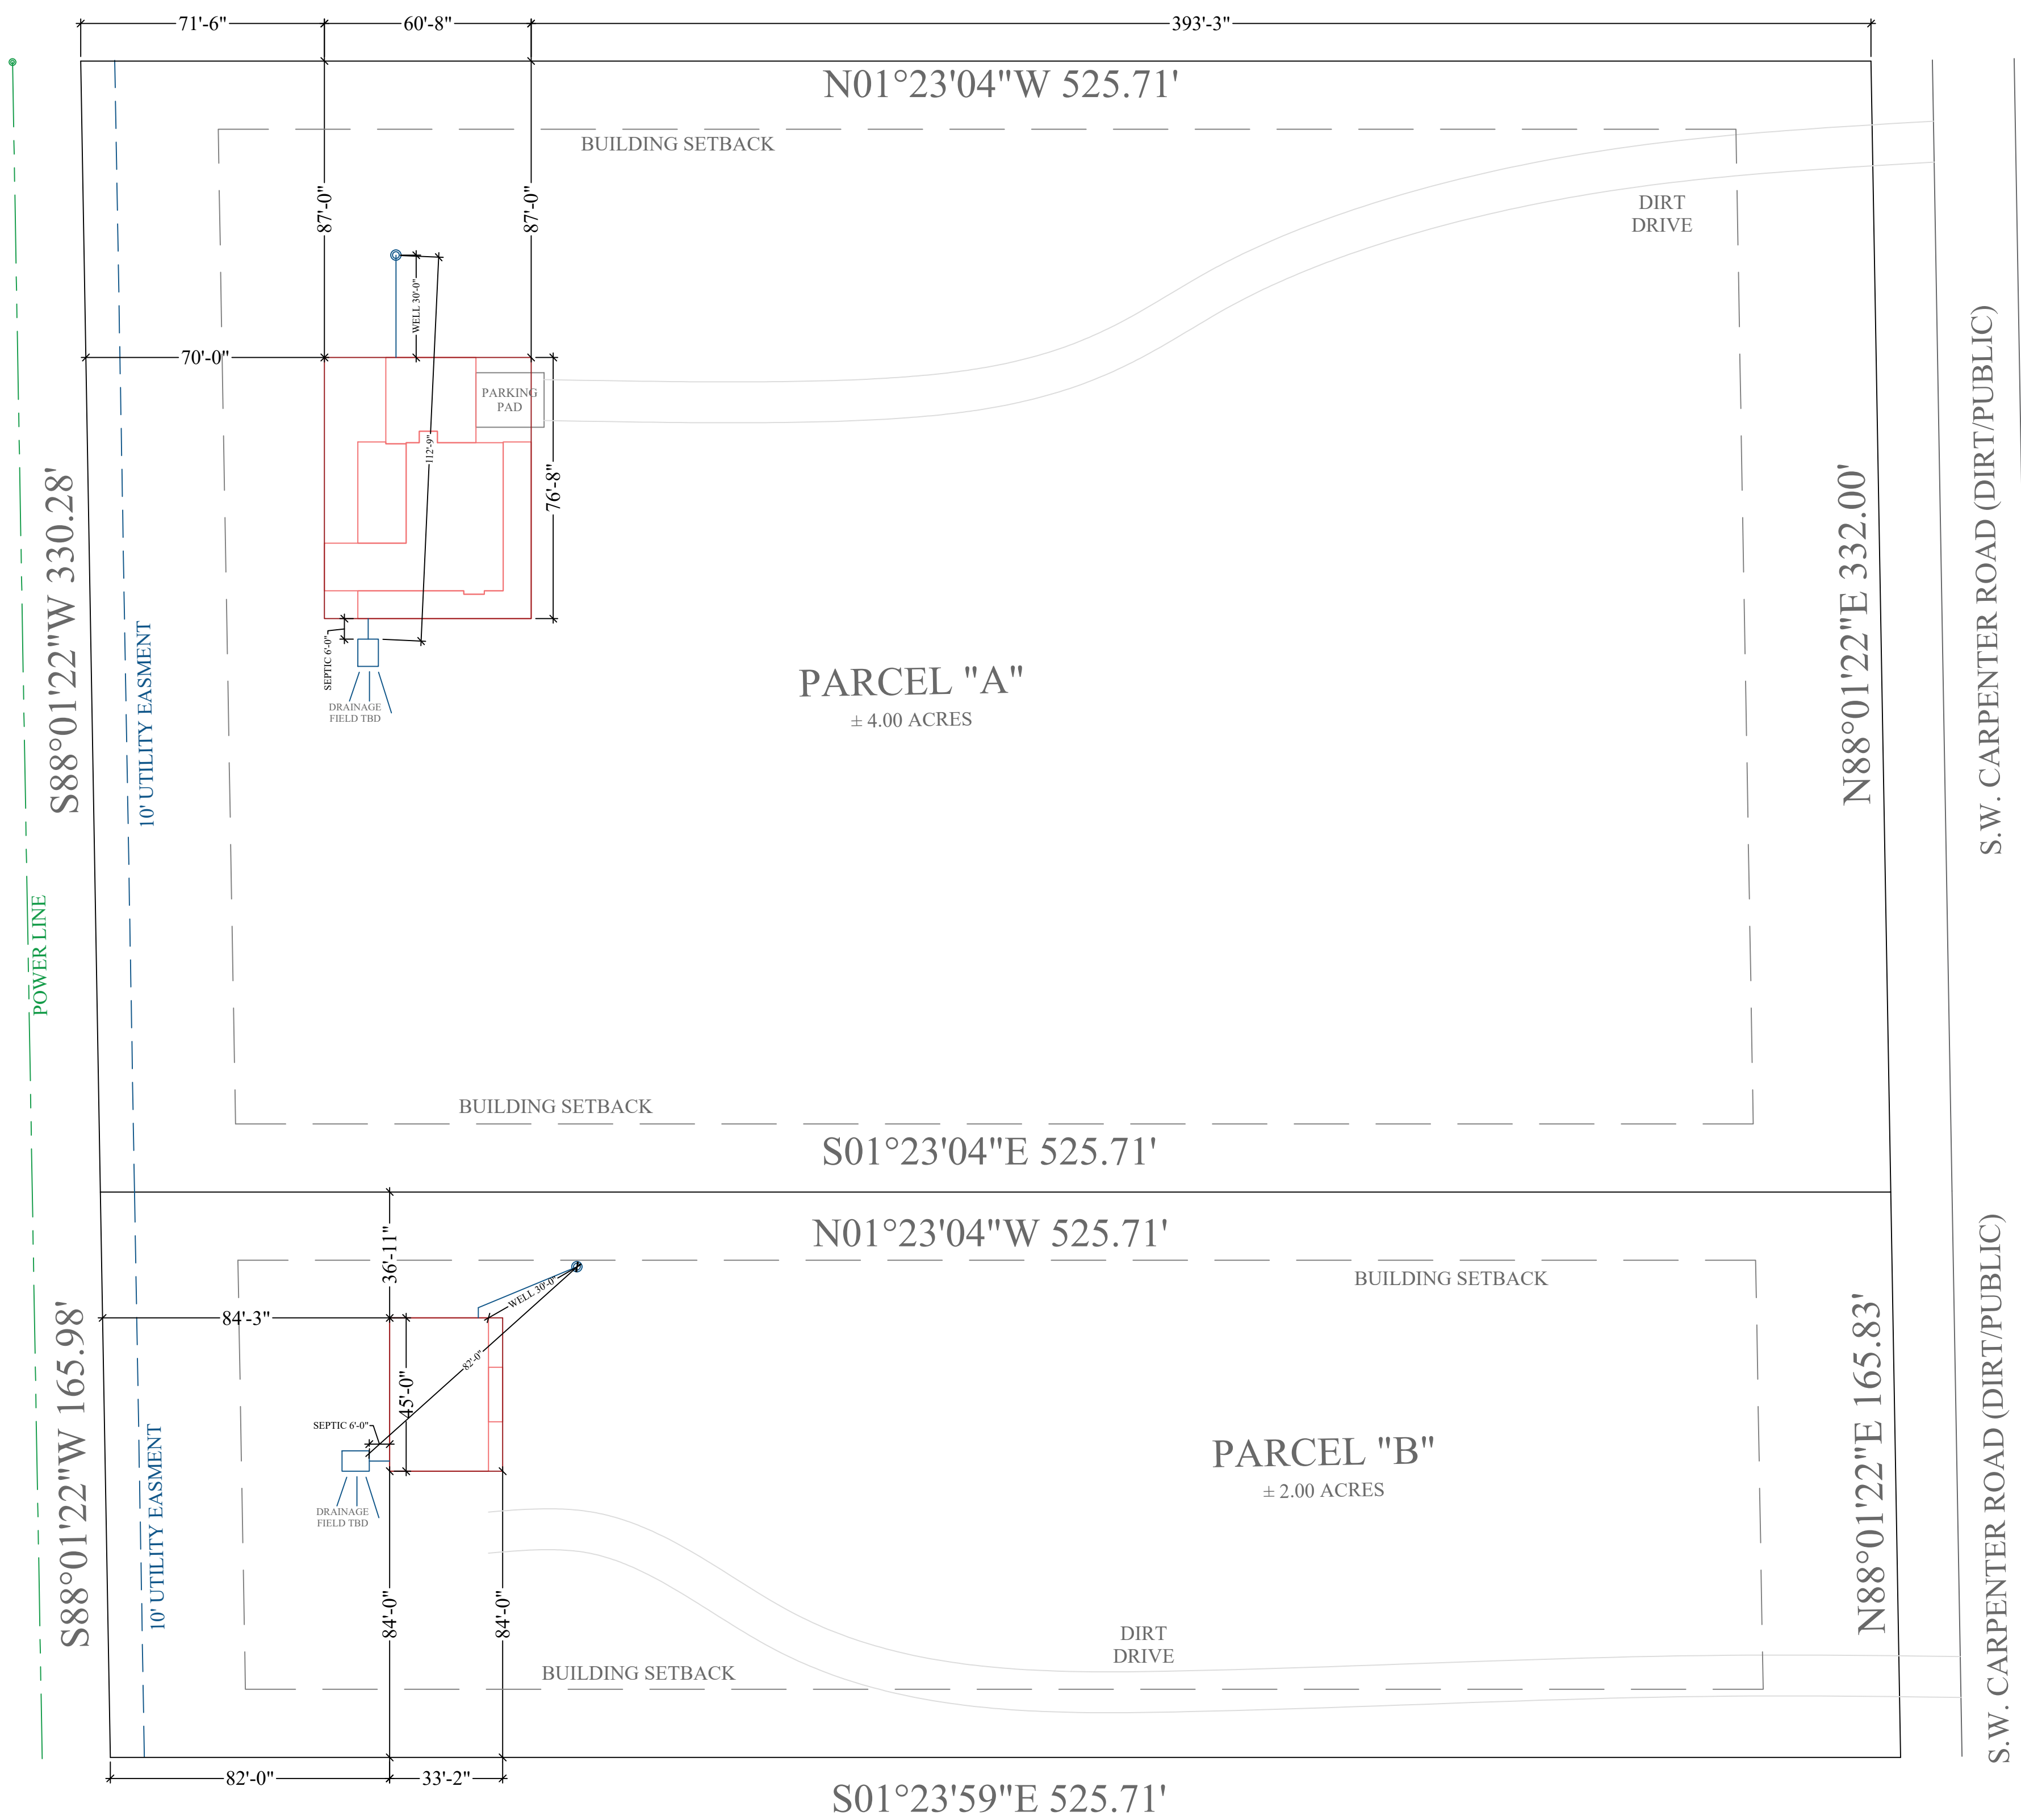 71'-6"
60'-8"
393'-3"
N01°23'04"W 525.71'
BUILDING SETBACK
87'-0"
87'-0"
DIRT
DRIVE
WELL 30'-0"
70'-0"
PARKING
PAD
112'-9"
76'-8"
S88°01'22"W 330.28'
N88°01'22"E 332.00'
S.W. CARPENTER ROAD (DIRT/PUBLIC)
10' UTILITY EASMENT
SEPTIC 6'-0"
DRAINAGE
FIELD TBD
PARCEL "A"
± 4.00 ACRES
POWER LINE
BUILDING SETBACK
S01°23'04"E 525.71'
N01°23'04"W 525.71'
36'-11"
BUILDING SETBACK
WELL 30'-0"
84'-3"
82'-0"
45'-0"
SEPTIC 6'-0"
S88°01'22"W 165.98'
N88°01'22"E 165.83'
S.W. CARPENTER ROAD (DIRT/PUBLIC)
10' UTILITY EASMENT
PARCEL "B"
± 2.00 ACRES
DRAINAGE
FIELD TBD
84'-0"
84'-0"
DIRT
DRIVE
BUILDING SETBACK
82'-0"
33'-2"
S01°23'59"E 525.71'